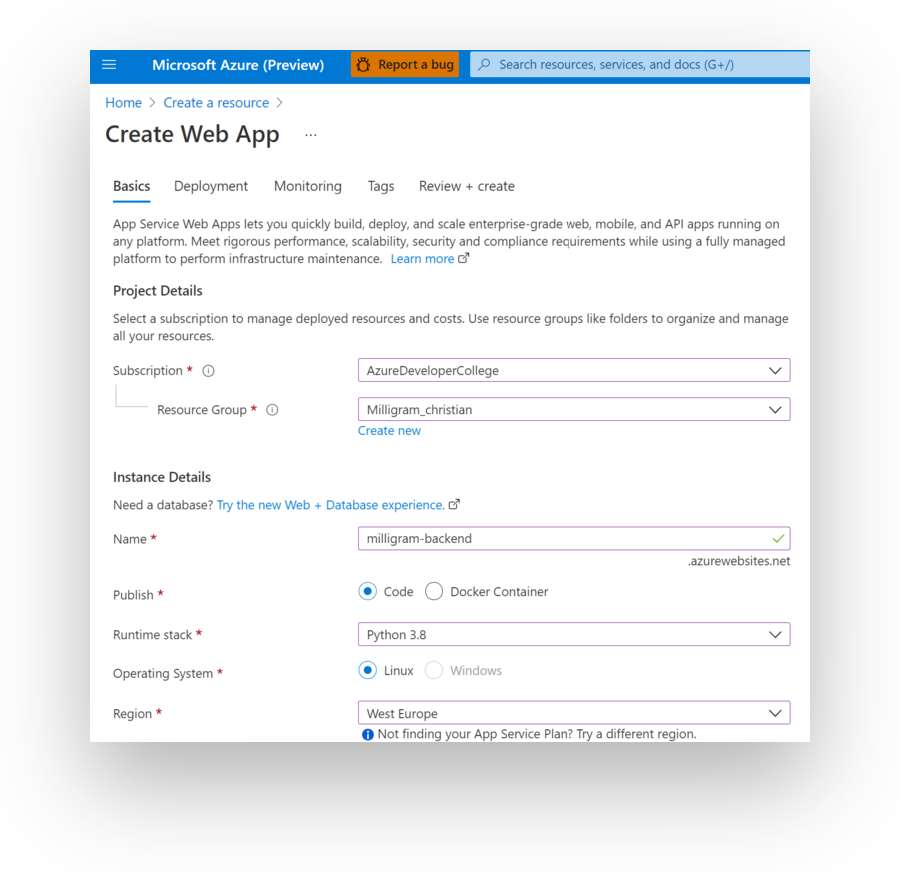 Microsoft Azure (Preview) Report a bug Search resources, services, and docs (G+/)
Home > Create a resource >
Create Web App ...
Basics Deployment Monitoring Tags Review + create
App Service Web Apps lets you quickly build, deploy, and scale enterprise-grade web, mobile, and API apps running on
any platform. Meet rigorous performance, scalability, security and compliance requirements while using a fully managed
platform to perform infrastructure maintenance. Learn more
Project Details
Select a subscription to manage deployed resources and costs. Use resource groups like folders to organize and manage
all your resources.
Subscription * AzureDeveloperCollege
Resource Group * Milligram_christian
Create new
Instance Details
Need a database? Try the new Web + Database experience.
Name * milligram-backend
.azurewebsites.net
Publish * Code Docker Container
Runtime stack * Python 3.8
Operating System * Linux Windows
Region * West Europe
Not finding your App Service Plan? Try a different region.